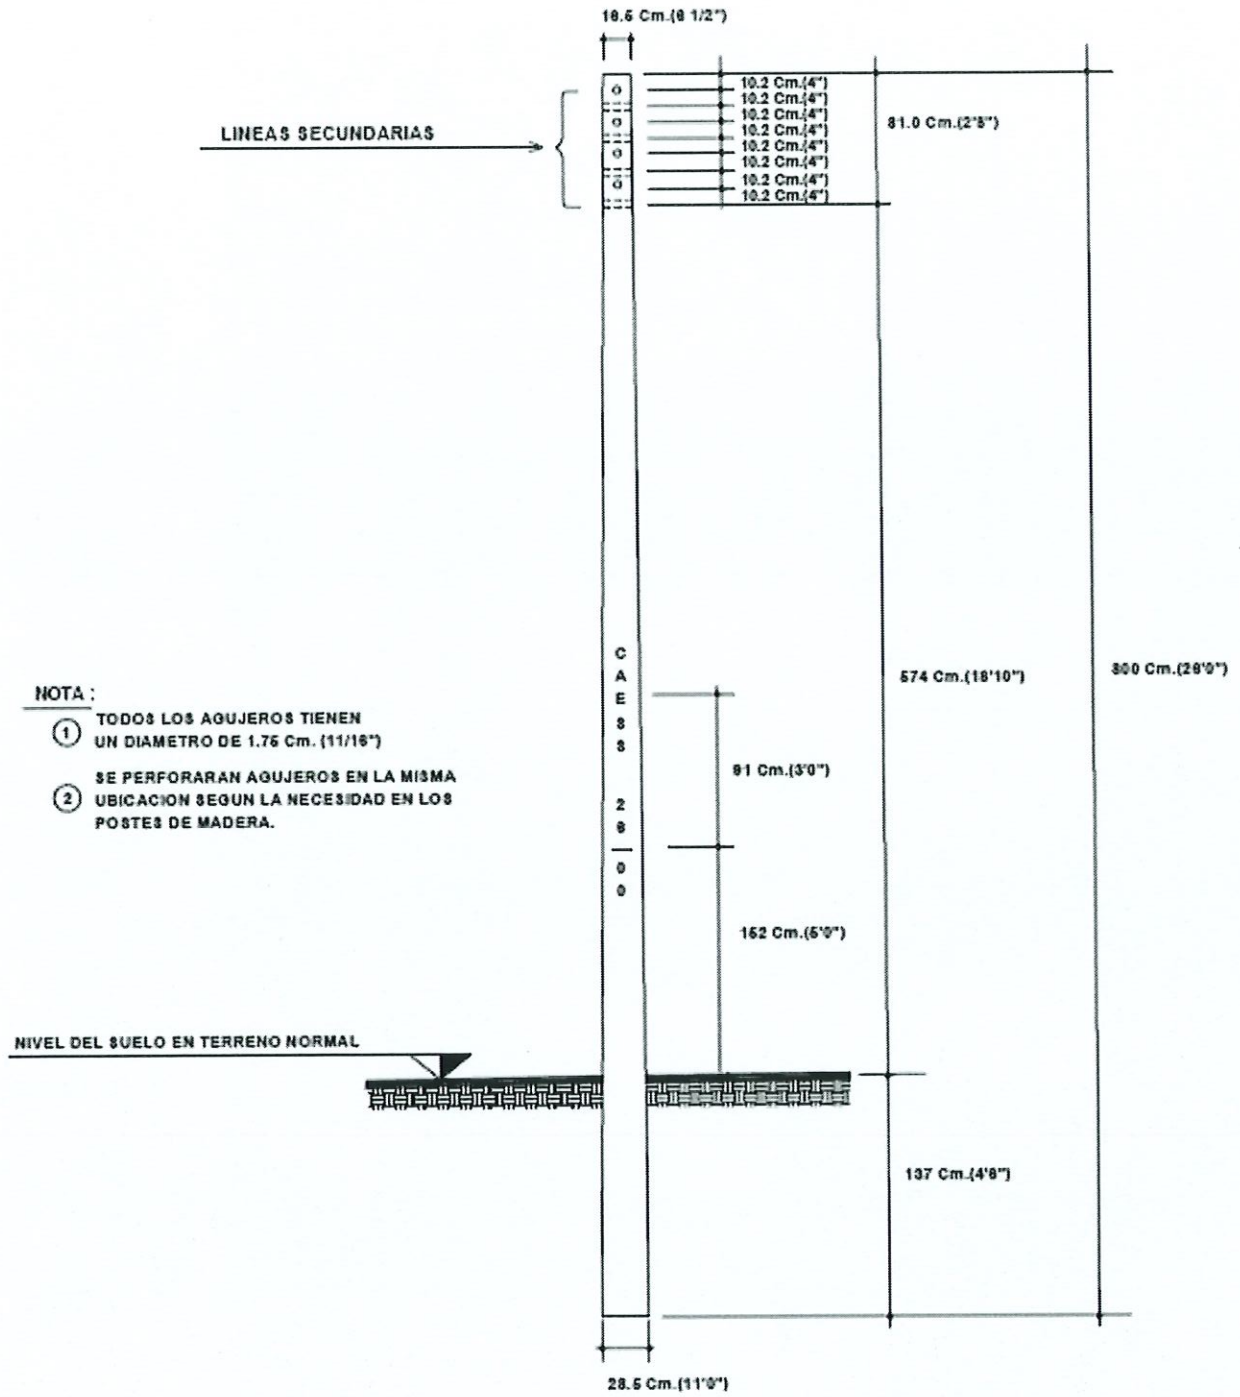 16.5 Cm.(6 1/2")
10.2 Cm.(4")
10.2 Cm.(4")
10.2 Cm.(4")
10.2 Cm.(4")
10.2 Cm.(4")
10.2 Cm.(4")
10.2 Cm.(4")
10.2 Cm.(4")
81.0 Cm.(2'8")
LINEAS SECUNDARIAS
C
A
E
S
S
2
6
0
0
574 Cm.(18'10")
800 Cm.(26'0")
NOTA :
1 TODOS LOS AGUJEROS TIENEN
UN DIAMETRO DE 1.75 Cm. (11/16")
2 SE PERFORARAN AGUJEROS EN LA MISMA
UBICACION SEGUN LA NECESIDAD EN LOS
POSTES DE MADERA.
91 Cm.(3'0")
152 Cm.(5'0")
NIVEL DEL SUELO EN TERRENO NORMAL
137 Cm.(4'6")
28.5 Cm.(11'0")